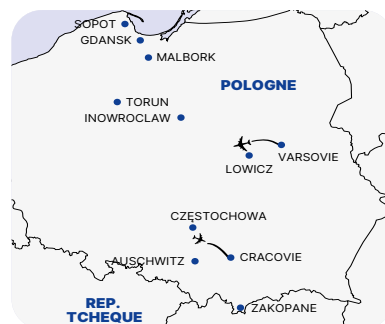 SOPOT
GDANSK
MALBORK
POLOGNE
TORUN
INOWROCLAW
VARSOVIE
LOWICZ
CZĘSTOCHOWA
AUSCHWITZ
CRACOVIE
REP.
TCHEQUE
ZAKOPANE